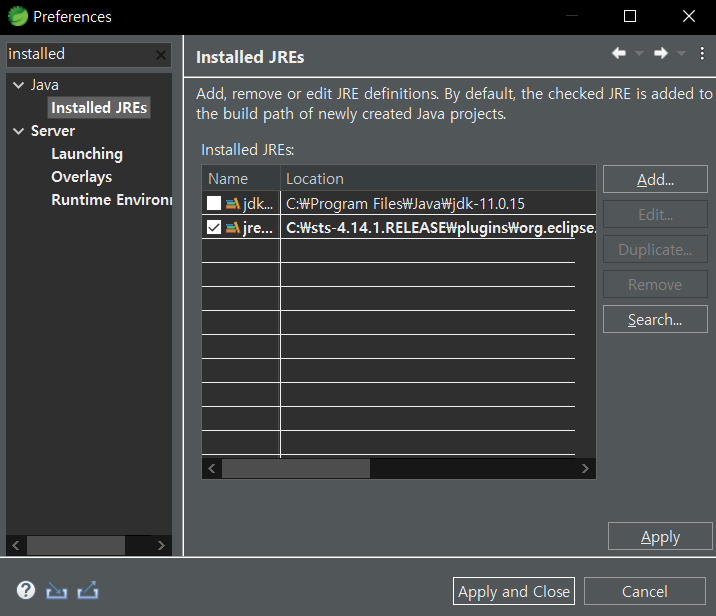 Preferences
installed
Java
Installed JREs
Server
Launching
Overlays
Runtime Environ
Installed JREs
Add, remove or edit JRE definitions. By default, the checked JRE is added to
the build path of newly created Java projects.
Installed JREs:
Name Location
jdk... C:₩Program Files₩Java₩jdk-11.0.15
jre... C:₩sts-4.14.1.RELEASE₩plugins₩org.eclipse.
Add...
Edit...
Duplicate...
Remove
Search...
Apply
Apply and Close
Cancel